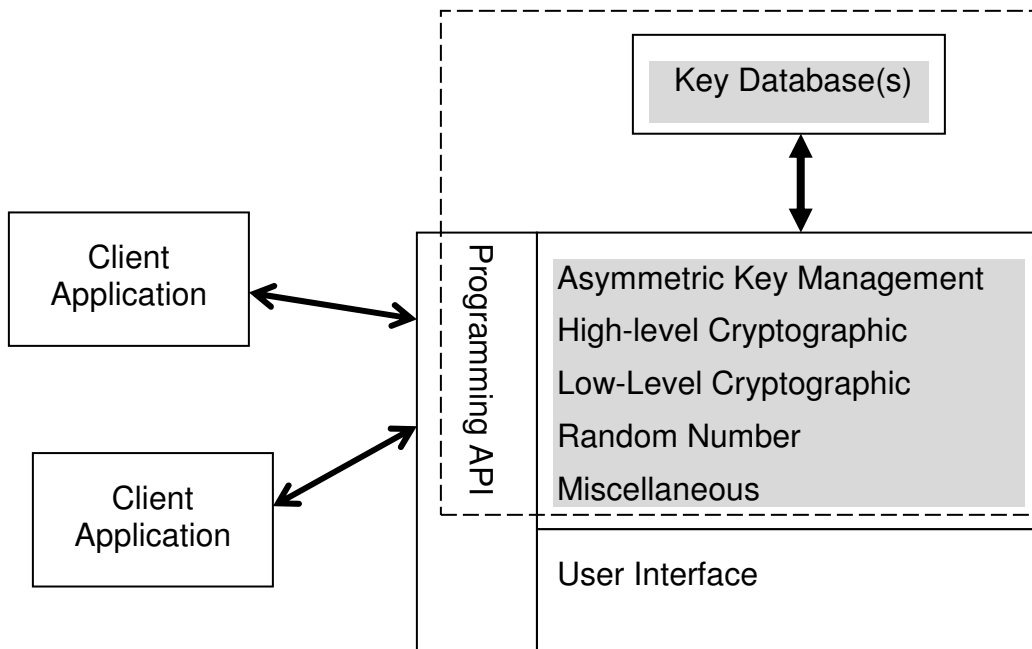 Key Database(s)
Client
Application
Programming API
Asymmetric Key Management
High-level Cryptographic
Low-Level Cryptographic
Random Number
Miscellaneous
Client
Application
User Interface